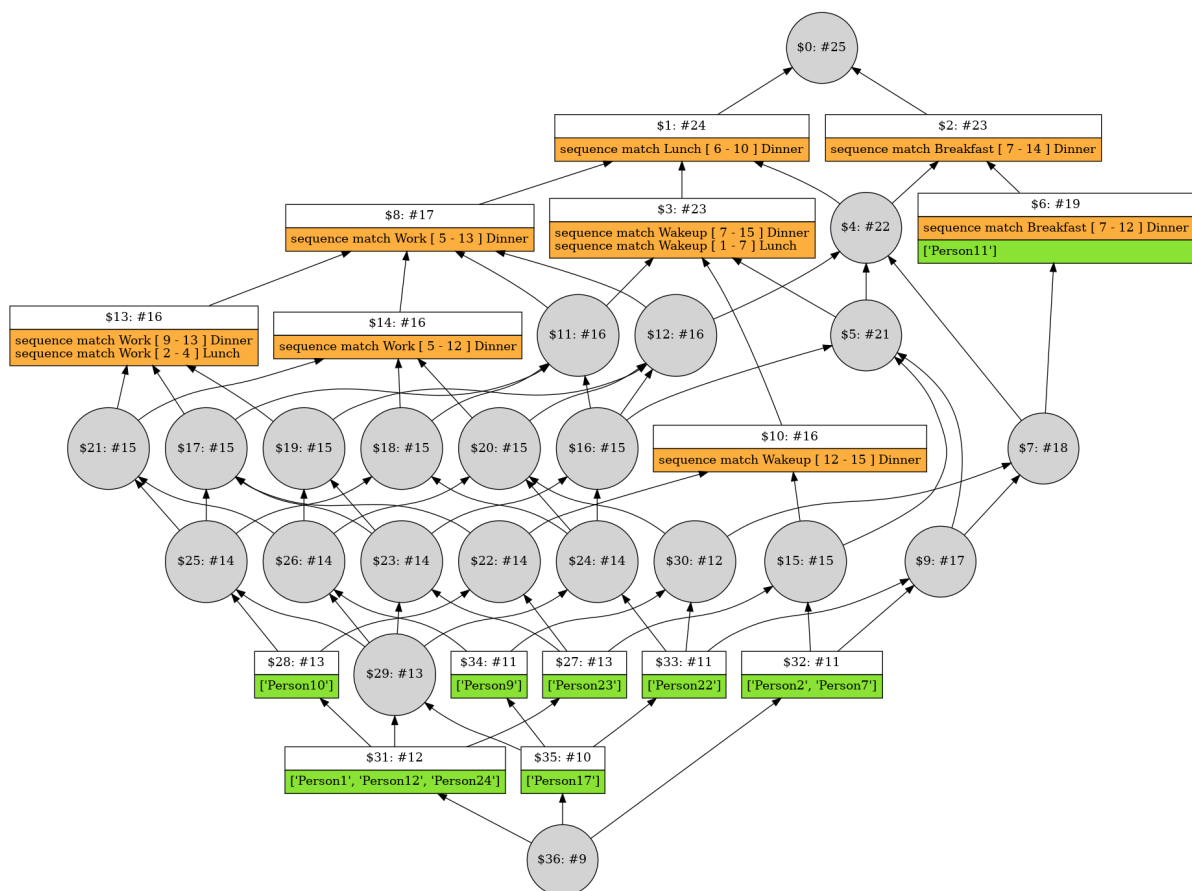 $0: #25
$1: #24
sequence match Lunch [ 6 - 10 ] Dinner
$2: #23
sequence match Breakfast [ 7 - 14 ] Dinner
$8: #17
sequence match Work [ 5 - 13 ] Dinner
$3: #23
sequence match Wakeup [ 7 - 15 ] Dinner
sequence match Wakeup [ 1 - 7 ] Lunch
$4: #22
$6: #19
sequence match Breakfast [ 7 - 12 ] Dinner
['Person11']
$13: #16
sequence match Work [ 9 - 13 ] Dinner
sequence match Work [ 2 - 4 ] Lunch
$14: #16
sequence match Work [ 5 - 12 ] Dinner
$11: #16
$12: #16
$5: #21
$21: #15
$17: #15
$19: #15
$18: #15
$20: #15
$16: #15
$10: #16
sequence match Wakeup [ 12 - 15 ] Dinner
$7: #18
$25: #14
$26: #14
$23: #14
$22: #14
$24: #14
$30: #12
$15: #15
$9: #17
$28: #13
['Person10']
$29: #13
$34: #11
['Person9']
$27: #13
['Person23']
$33: #11
['Person22']
$32: #11
['Person2', 'Person7']
$31: #12
['Person1', 'Person12', 'Person24']
$35: #10
['Person17']
$36: #9